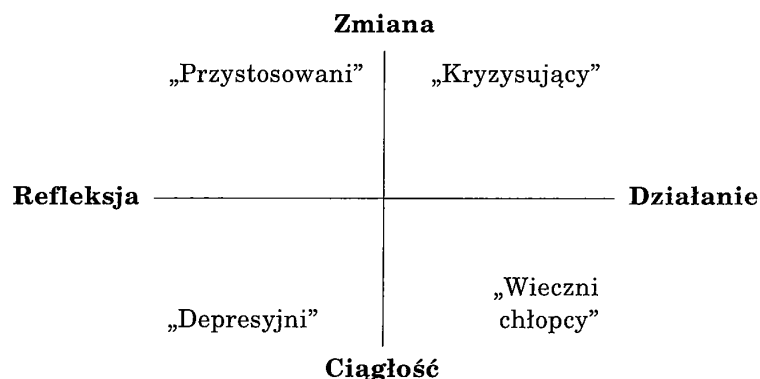 Zmiana
„Przystosowani” „Kryzysujący”
Refleksja Działanie
„Wieczni
„Depresyjni” chłopcy”
Ciągłość